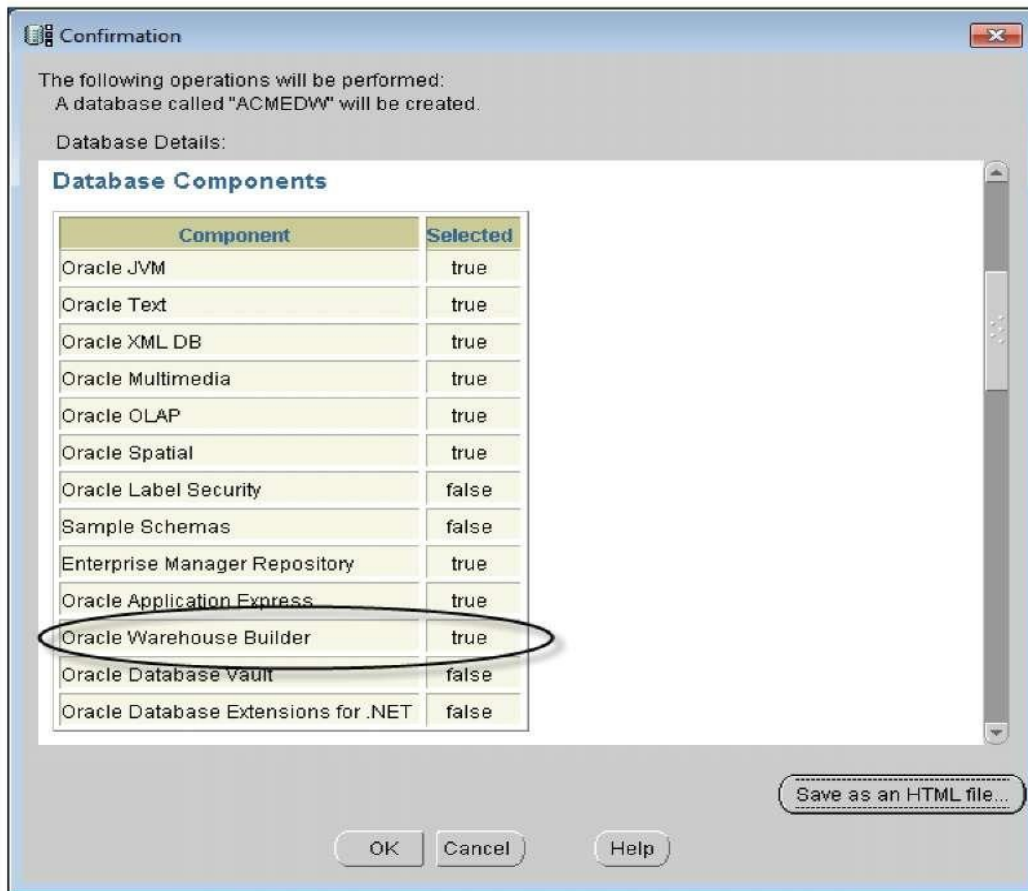 Confirmation
The following operations will be performed:
A database called "ACMEDW" will be created.
Database Details:
Database Components
Component Selected
Oracle JVM true
Oracle Text true
Oracle XML DB true
Oracle Multimedia true
Oracle OLAP true
Oracle Spatial true
Oracle Label Security false
Sample Schemas false
Enterprise Manager Repository true
Oracle Application Express true
Oracle Warehouse Builder true
Oracle Database Vault false
Oracle Database Extensions for .NET false
Save as an HTML file...
OK Cancel Help